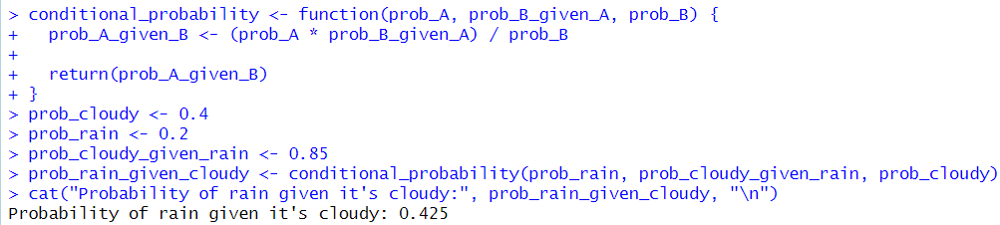 > conditional_probability <- function(prob_A, prob_B_given_A, prob_B) {
+   prob_A_given_B <- (prob_A * prob_B_given_A) / prob_B
+
+   return(prob_A_given_B)
+ }
> prob_cloudy <- 0.4
> prob_rain <- 0.2
> prob_cloudy_given_rain <- 0.85
> prob_rain_given_cloudy <- conditional_probability(prob_rain, prob_cloudy_given_rain, prob_cloudy)
> cat("Probability of rain given it's cloudy:", prob_rain_given_cloudy, "\n")
Probability of rain given it's cloudy: 0.425